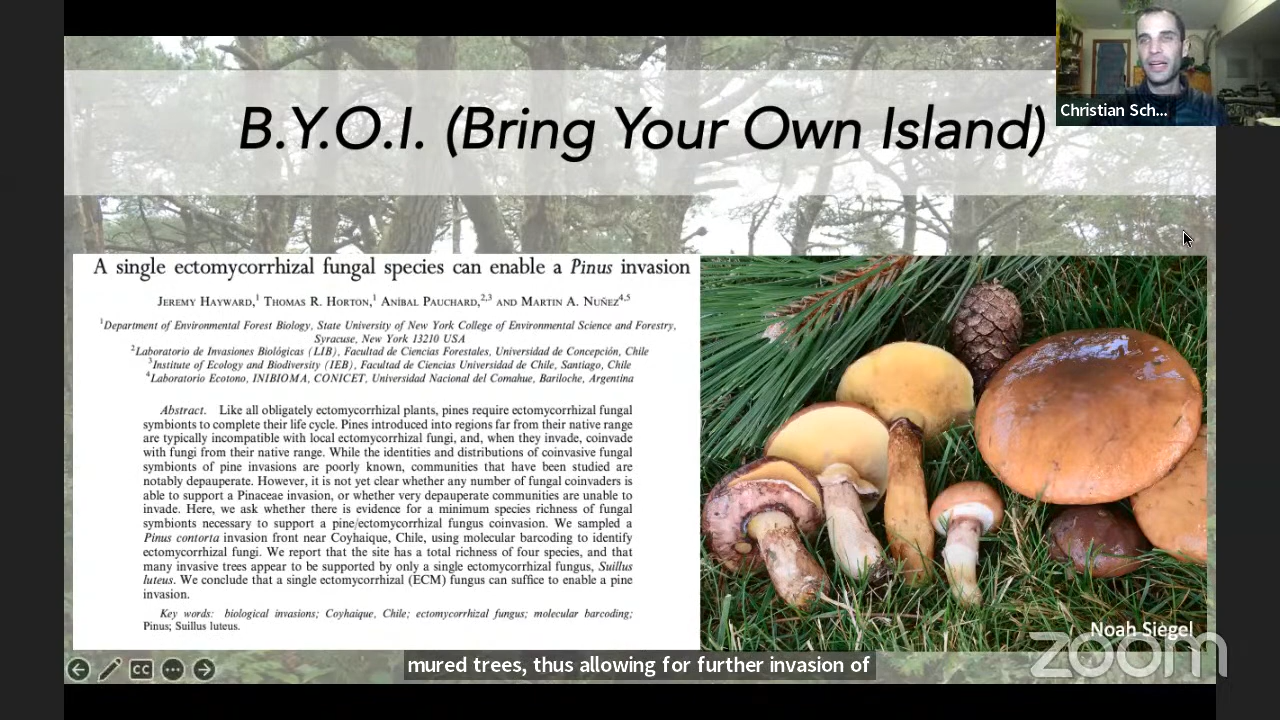 B.Y.O.I. (Bring Your Own Island)
Christian Sch...
A single ectomycorrhizal fungal species can enable a Pinus invasion
Jeremy Hayward,1 Thomas R. Horton,1 Aníbal Pauchard,2,3 and Martin A. Nuñez4,5
1Department of Environmental Forest Biology, State University of New York College of Environmental Science and Forestry,
Syracuse, New York 13210 USA
2Laboratorio de Invasiones Biológicas (LIB), Facultad de Ciencias Forestales, Universidad de Concepción, Chile
3Institute of Ecology and Biodiversity (IEB), Facultad de Ciencias Universidad de Chile, Santiago, Chile
4Laboratorio Ecotono, INIBIOMA, CONICET, Universidad Nacional del Comahue, Bariloche, Argentina
Abstract. Like all obligately ectomycorrhizal plants, pines require ectomycorrhizal fungal
symbionts to complete their life cycle. Pines introduced into regions far from their native range
are typically incompatible with local ectomycorrhizal fungi, and, when they invade, coinvade
with fungi from their native range. While the identities and distributions of coinvasive fungal
symbionts of pine invasions are poorly known, communities that have been studied are
notably depauperate. However, it is not yet clear whether any number of fungal coinvaders is
able to support a Pinaceae invasion, or whether very depauperate communities are unable to
invade. Here, we ask whether there is evidence for a minimum species richness of fungal
symbionts necessary to support a pine/ectomycorrhizal fungus coinvasion. We sampled a
Pinus contorta invasion front near Coyhaique, Chile, using molecular barcoding to identify
ectomycorrhizal fungi. We report that the site has a total richness of four species, and that
many invasive trees appear to be supported by only a single ectomycorrhizal fungus, Suillus
luteus. We conclude that a single ectomycorrhizal (ECM) fungus can suffice to enable a pine
invasion.
Key words: biological invasions; Coyhaique, Chile; ectomycorrhizal fungus; molecular barcoding;
Pinus; Suillus luteus.
Noah Siegel
zoom
CC
mured trees, thus allowing for further invasion of